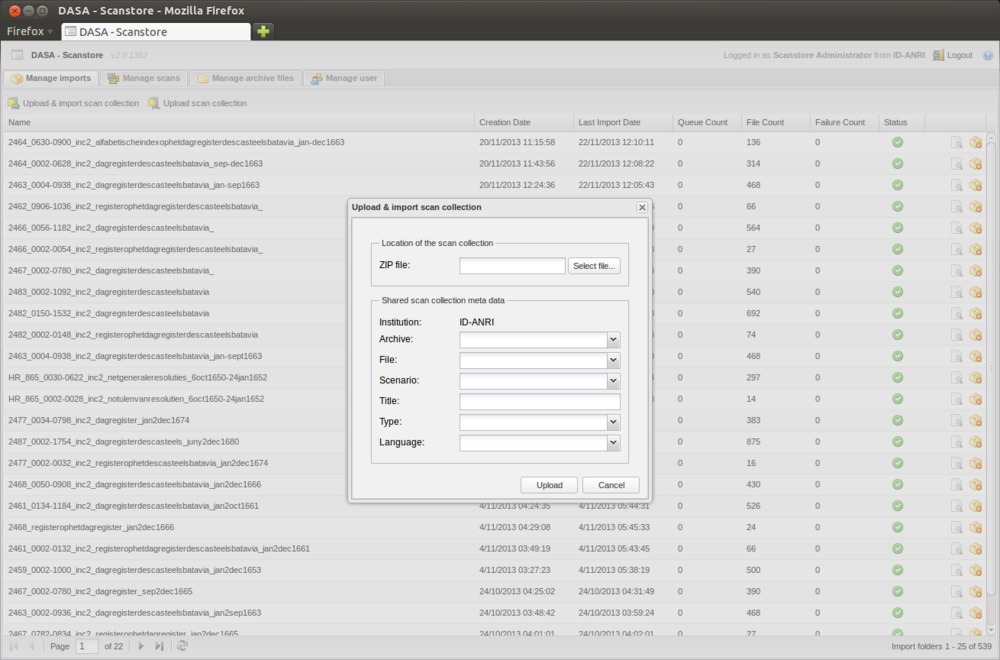 DASA - Scanstore - Mozilla Firefox
Firefox DASA - Scanstore
DASA - Scanstore v2.0.1382 Logged in as Scanstore Administrator from ID-ANRI Logout
Manage imports Manage scans Manage archive files Manage user
Upload & import scan collection Upload scan collection
Name Creation Date Last Import Date Queue Count File Count Failure Count Status
2464_0630-0900_inc2_alfabetischeindexophetdagregisterdescasteelsbatavia_jan-dec1663 20/11/2013 11:15:58 22/11/2013 12:10:11 0 136 0
2464_0002-0628_inc2_dagregisterdescasteelsbatavia_sep-dec1663 20/11/2013 11:43:56 22/11/2013 12:08:22 0 314 0
2463_0004-0938_inc2_dagregisterdescasteelsbatavia_jan-sep1663 20/11/2013 12:24:36 22/11/2013 12:05:43 0 468 0
2462_0906-1036_inc2_registerophetdagregisterdescasteelsbatavia_ 0 66 0
2466_0056-1182_inc2_dagregisterdescasteelsbatavia_ 0 564 0
2466_0002-0054_inc2_registerophetdagregisterdescasteelsbatavia_ 0 27 0
2467_0002-0780_inc2_dagregisterdescasteelsbatavia_ 0 390 0
2483_0002-1092_inc2_dagregisterdescasteelsbatavia 0 540 0
2482_0150-1532_inc2_dagregisterdescasteelsbatavia 0 692 0
2482_0002-0148_inc2_registerophetdagregisterdescasteelsbatavia 0 74 0
2463_0004-0938_inc2_dagregisterdescasteelsbatavia_jan-sept1663 0 468 0
HR_865_0030-0622_inc2_netgeneraleresoluties_6oct1650-24jan1652 0 297 0
HR_865_0002-0028_inc2_notulenvanresolutien_6oct1650-24jan1652 0 14 0
2477_0034-0798_inc2_dagregister_jan2dec1674 0 383 0
2487_0002-1754_inc2_dagregisterdescasteels_juny2dec1680 0 875 0
2477_0002-0032_inc2_registerophetdescasteelsbatavia_jan2dec1674 0 16 0
2468_0050-0908_inc2_dagregisterdescasteelsbatavia_jan2dec1666 0 430 0
2461_0134-1184_inc2_dagregisterdescasteelsbatavia_jan2oct1661 4/11/2013 04:24:35 4/11/2013 05:44:31 0 526 0
2468_registerophetdagregister_jan2dec1666 4/11/2013 04:29:08 4/11/2013 05:45:33 0 24 0
2461_0002-0132_inc2_registerophetdagregisterdescasteelsbatavia_jan2dec1661 4/11/2013 03:49:19 4/11/2013 05:43:45 0 66 0
2459_0002-1000_inc2_dagregisterdescasteelsbatavia_jan2dec1653 4/11/2013 03:27:23 4/11/2013 05:38:19 0 500 0
2467_0002-0780_inc2_dagregister_sep2dec1665 24/10/2013 04:25:02 24/10/2013 04:31:49 0 390 0
2463_0002-0936_inc2_dagregisterdescasteelsbatavia_jan2sep1663 24/10/2013 03:48:42 24/10/2013 03:59:24 0 468 0
2467_0782-0834_inc2_registerophetdagregister_jan2dec1665 24/10/2013 04:01:01 24/10/2013 04:02:01 0 27 0
Page 1 of 22 Import folders 1 - 25 of 539
Upload & import scan collection
Location of the scan collection
ZIP file: Select file...
Shared scan collection meta data
Institution: ID-ANRI
Archive:
File:
Scenario:
Title:
Type:
Language:
Upload Cancel